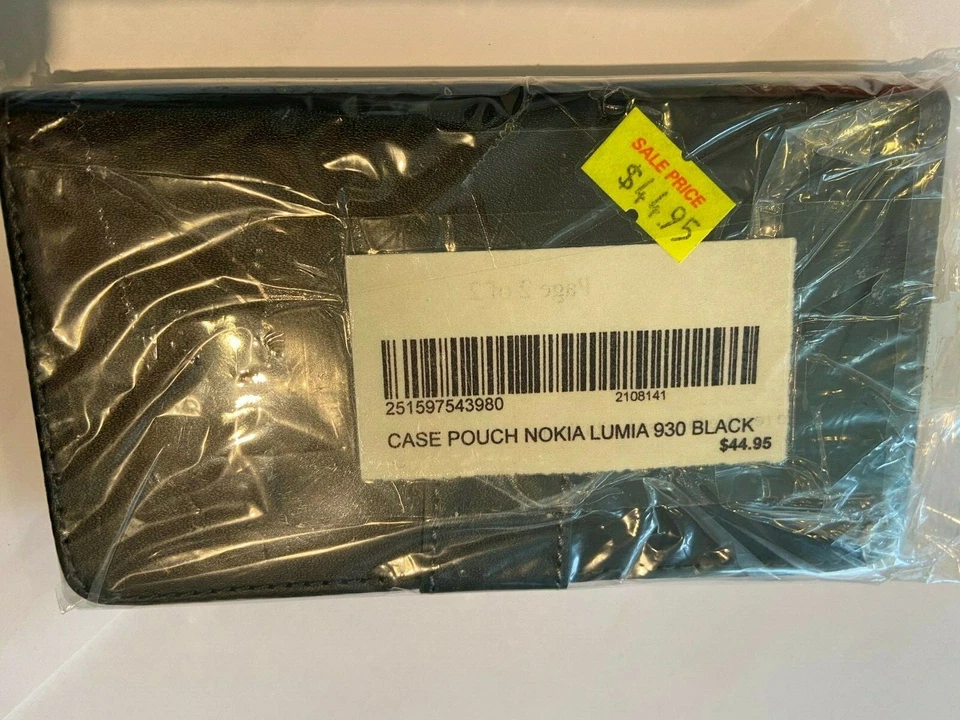 SALE PRICE
$44.95
Page 2 of 2
251597543980
2108141
CASE POUCH NOKIA LUMIA 930 BLACK
$44.95